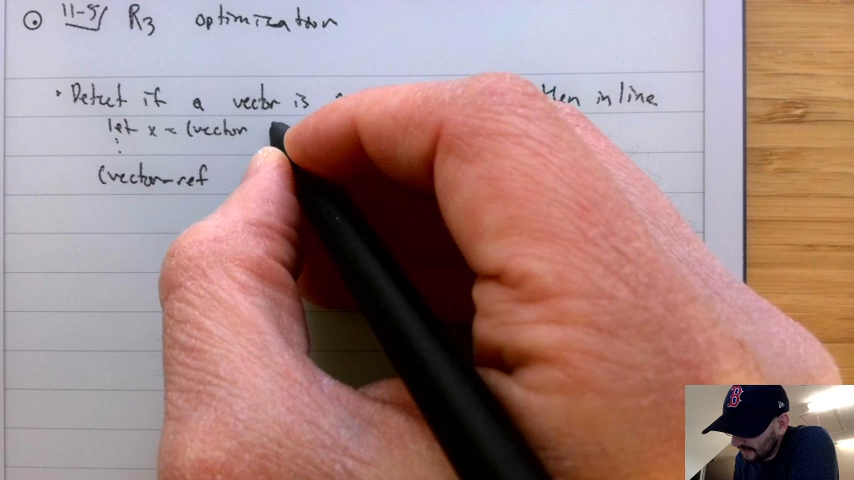 11-5/ R3 optimization
· Detect if a vector is then inline
let x = (vector
:
(vector-ref
B